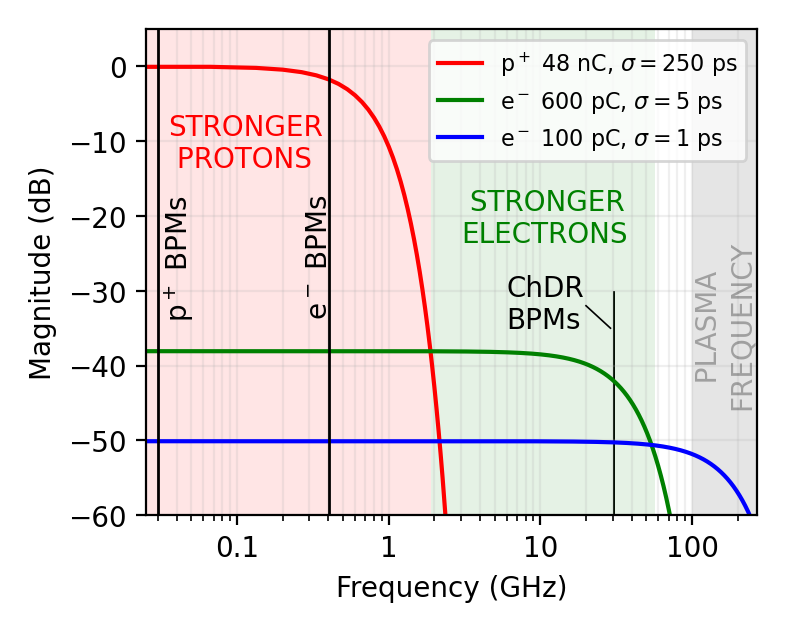 p⁺ 48 nC, σ = 250 ps
e⁻ 600 pC, σ = 5 ps
e⁻ 100 pC, σ = 1 ps
STRONGER
PROTONS
STRONGER
ELECTRONS
p⁺ BPMs
e⁻ BPMs
ChDR
BPMs
PLASMA
FREQUENCY
Magnitude (dB)
0
−10
−20
−30
−40
−50
−60
0.1
1
10
100
Frequency (GHz)